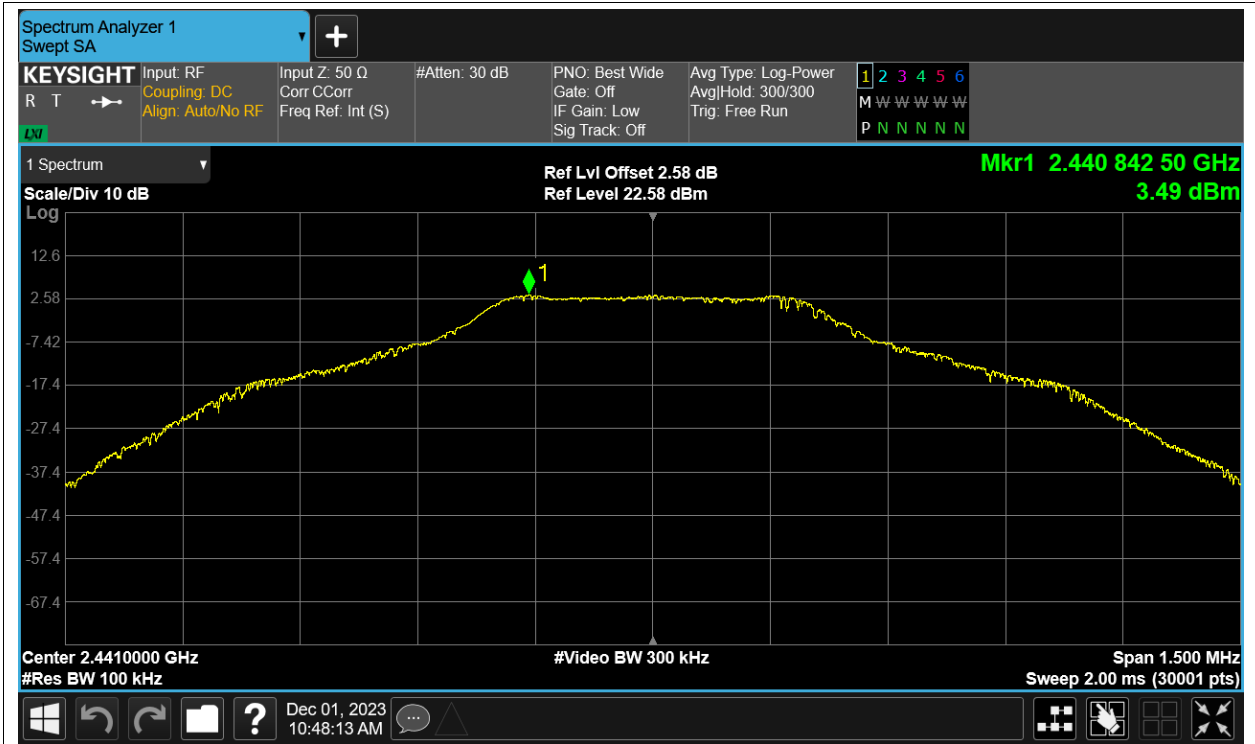 Spectrum Analyzer 1
Swept SA
KEYSIGHT
R T
LXI
Input: RF
Coupling: DC
Align: Auto/No RF
Input Z: 50 Ω
Corr CCorr
Freq Ref: Int (S)
#Atten: 30 dB
PNO: Best Wide
Gate: Off
IF Gain: Low
Sig Track: Off
Avg Type: Log-Power
Avg|Hold: 300/300
Trig: Free Run
1 2 3 4 5 6
M W W W W W
P N N N N N
1 Spectrum
Scale/Div 10 dB
Log
Ref Lvl Offset 2.58 dB
Ref Level 22.58 dBm
Mkr1 2.440 842 50 GHz
3.49 dBm
12.6
1
2.58
-7.42
-17.4
-27.4
-37.4
-47.4
-57.4
-67.4
Center 2.4410000 GHz
#Video BW 300 kHz
Span 1.500 MHz
#Res BW 100 kHz
Sweep 2.00 ms (30001 pts)
?
Dec 01, 2023
10:48:13 AM